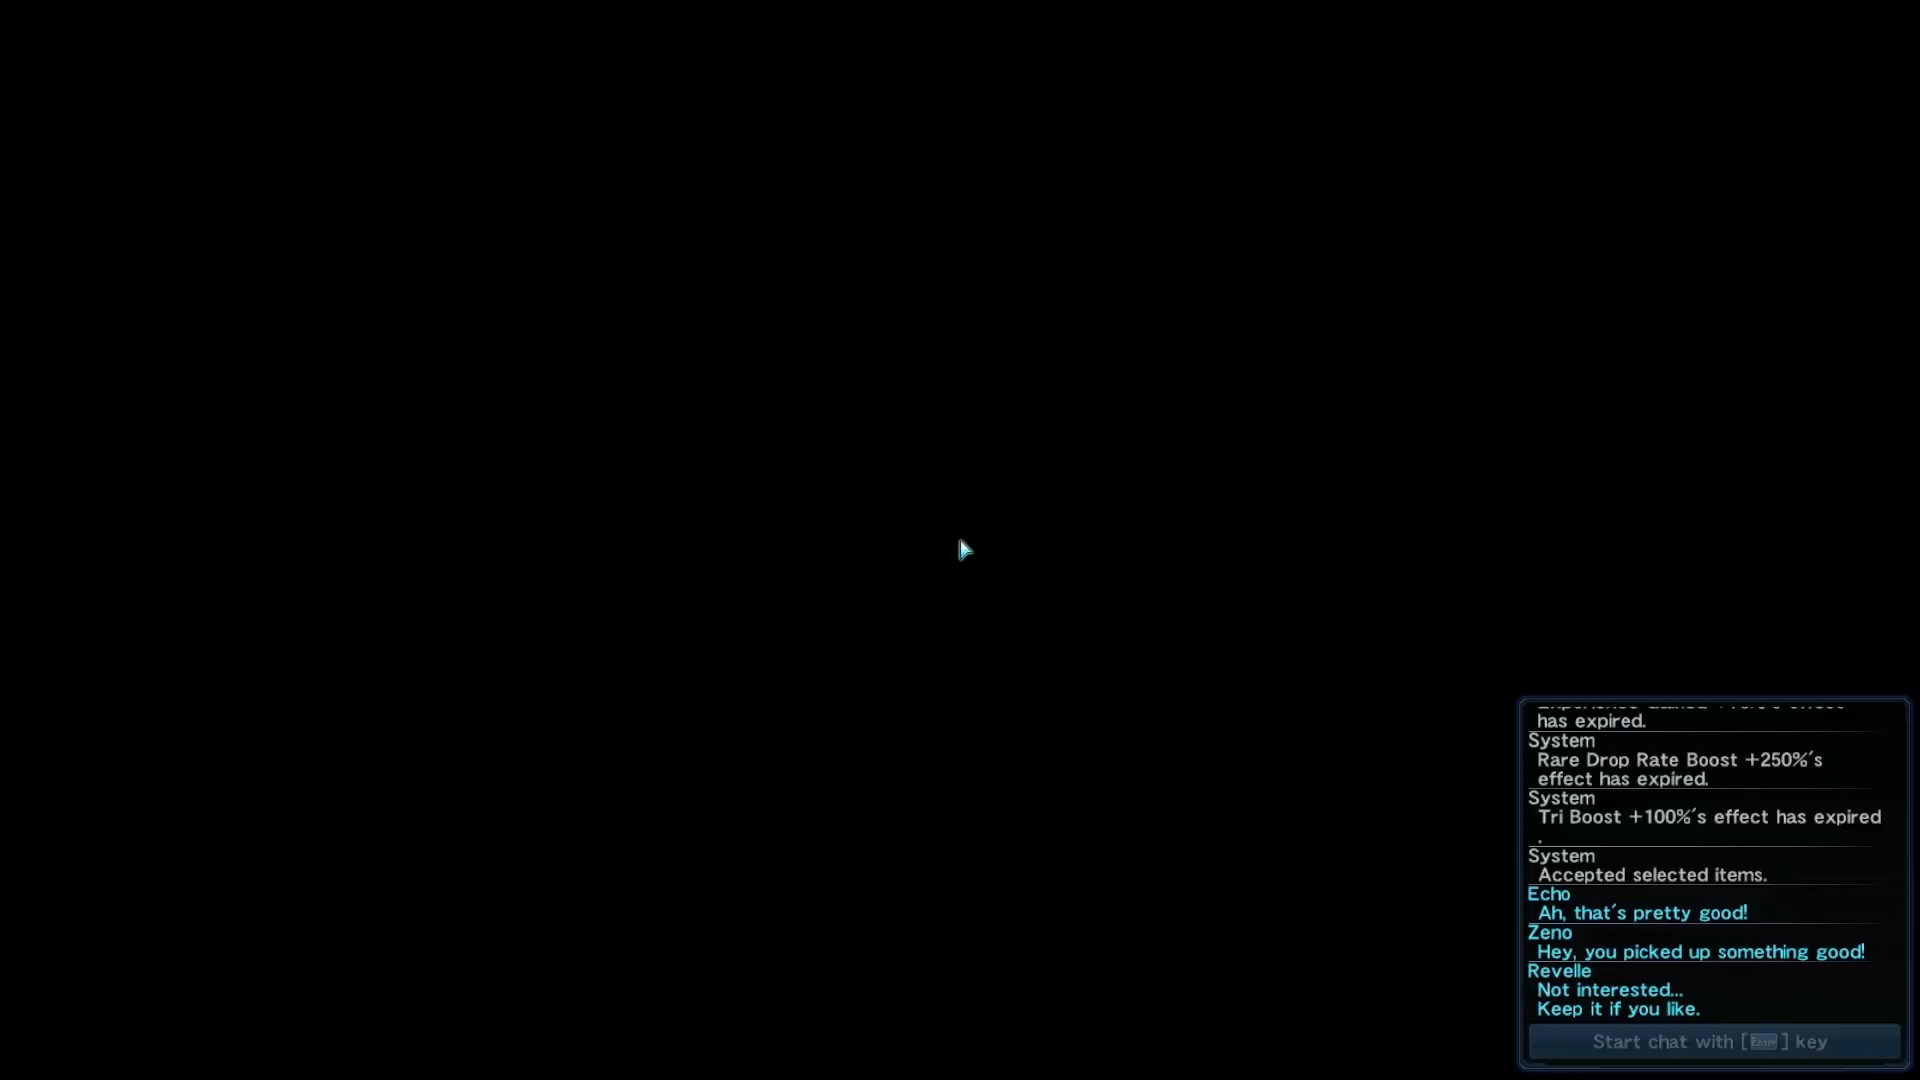 has expired.
System
Rare Drop Rate Boost +250%'s
effect has expired.
System
Tri Boost +100%'s effect has expired
.
System
Accepted selected items.
Echo
Ah, that's pretty good!
Zeno
Hey, you picked up something good!
Revelle
Not interested...
Keep it if you like.
Start chat with [Enter] key